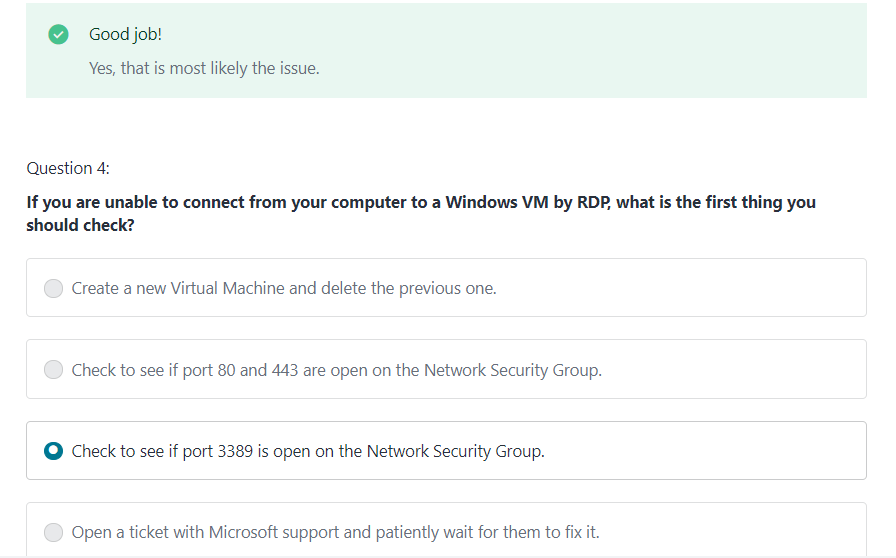 Good job!
Yes, that is most likely the issue.
Question 4:
If you are unable to connect from your computer to a Windows VM by RDP, what is the first thing you
should check?
Create a new Virtual Machine and delete the previous one.
Check to see if port 80 and 443 are open on the Network Security Group.
Check to see if port 3389 is open on the Network Security Group.
Open a ticket with Microsoft support and patiently wait for them to fix it.